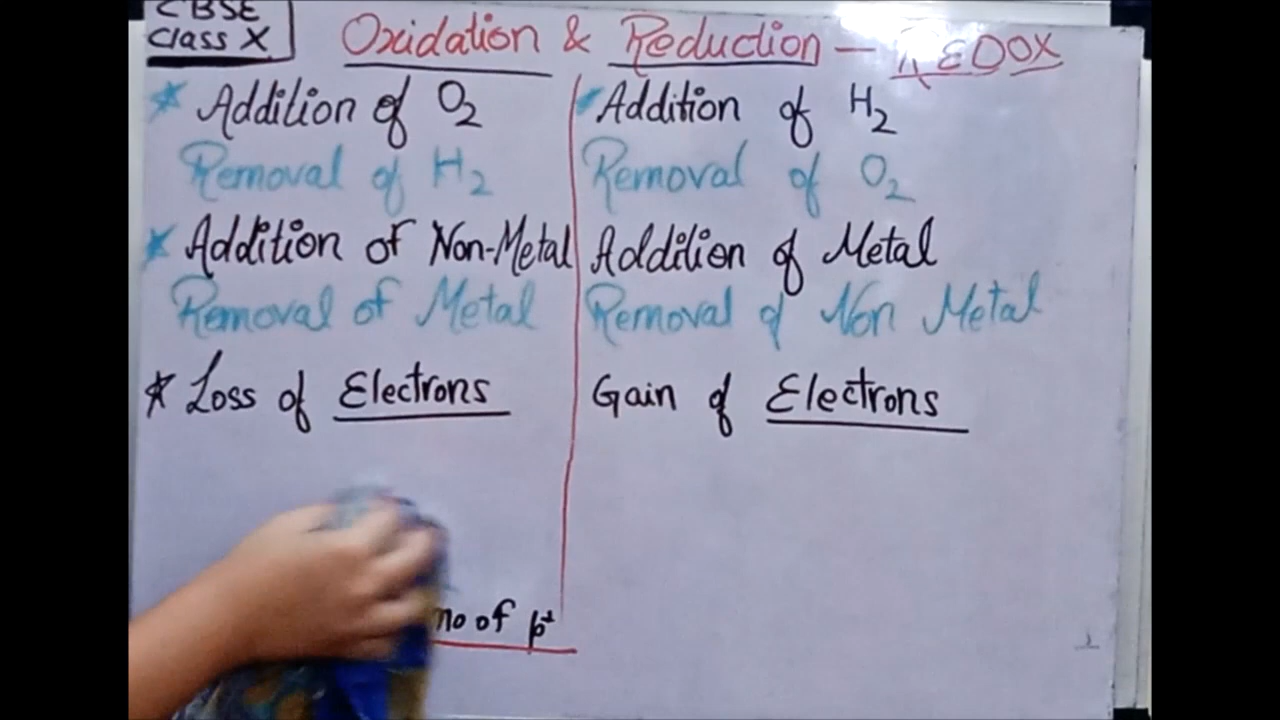 CBSE
Class X
Oxidation & Reduction — REDOX
* Addition of O2
Removal of H2
* Addition of Non-Metal
Removal of Metal
* Loss of Electrons
no of p+
Addition of H2
Removal of O2
Addition of Metal
Removal of Non Metal
Gain of Electrons